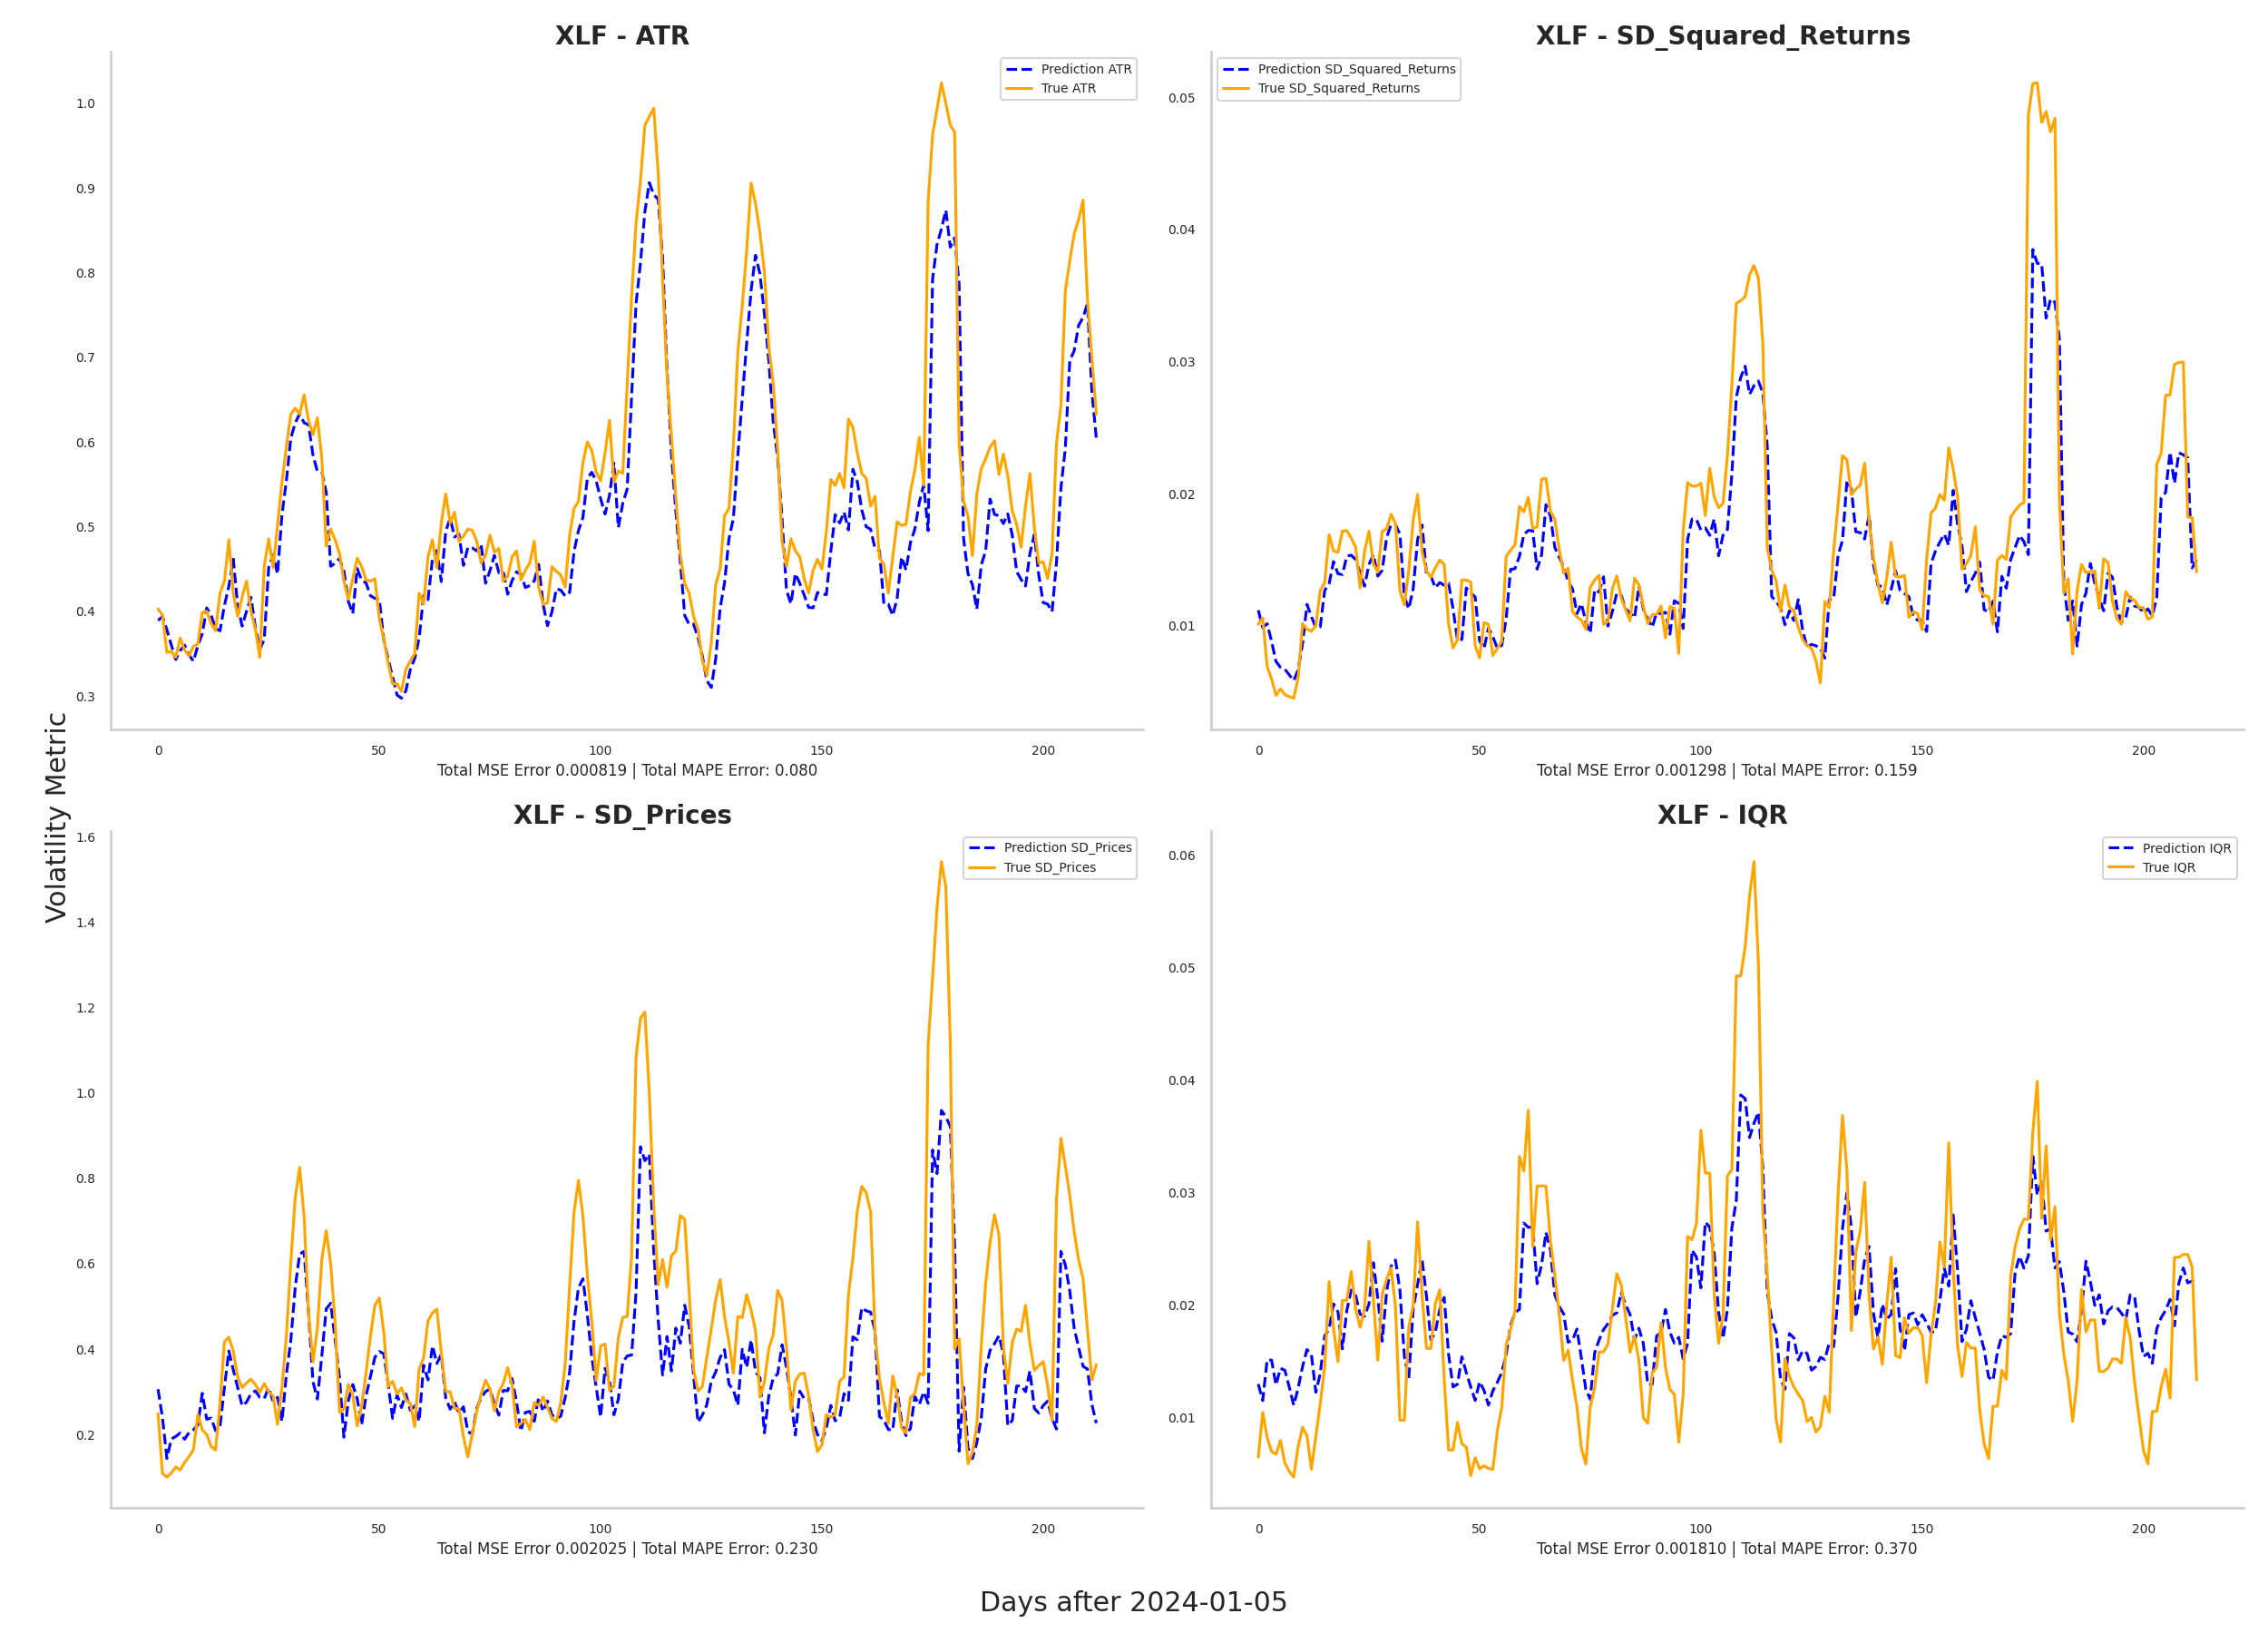 XLF - ATR
Prediction ATR
True ATR
1.0
0.9
0.8
0.7
0.6
0.5
0.4
0.3
0
50
100
150
200
Total MSE Error 0.000819 | Total MAPE Error: 0.080
XLF - SD_Squared_Returns
Prediction SD_Squared_Returns
True SD_Squared_Returns
0.05
0.04
0.03
0.02
0.01
0
50
100
150
200
Total MSE Error 0.001298 | Total MAPE Error: 0.159
Volatility Metric
XLF - SD_Prices
Prediction SD_Prices
True SD_Prices
1.6
1.4
1.2
1.0
0.8
0.6
0.4
0.2
0
50
100
150
200
Total MSE Error 0.002025 | Total MAPE Error: 0.230
XLF - IQR
Prediction IQR
True IQR
0.06
0.05
0.04
0.03
0.02
0.01
0
50
100
150
200
Total MSE Error 0.001810 | Total MAPE Error: 0.370
Days after 2024-01-05